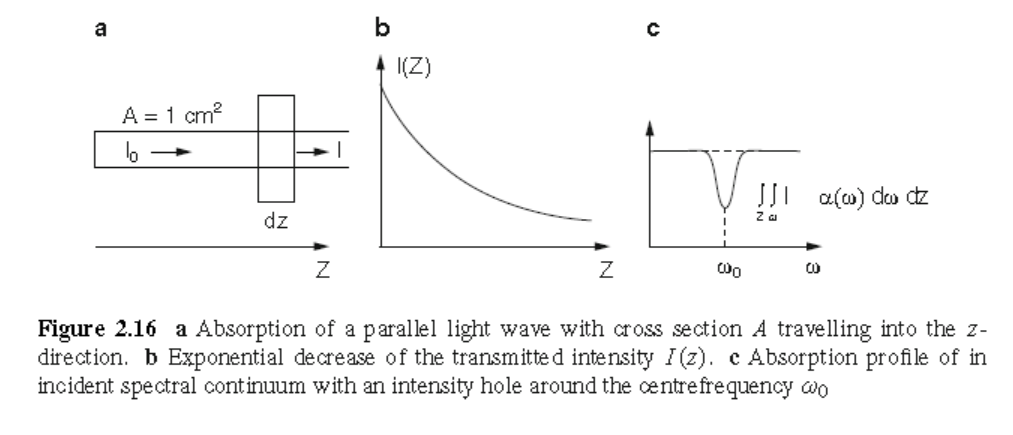 a
A = 1 cm²
I₀
I
dz
Z
b
I(Z)
Z
c
∫∫ I α(ω) dω dz
z ω
ω₀
ω
Figure 2.16 a Absorption of a parallel light wave with cross section A travelling into the z-
direction. b Exponential decrease of the transmitted intensity I(z). c Absorption profile of in
incident spectral continuum with an intensity hole around the centrefrequency ω₀